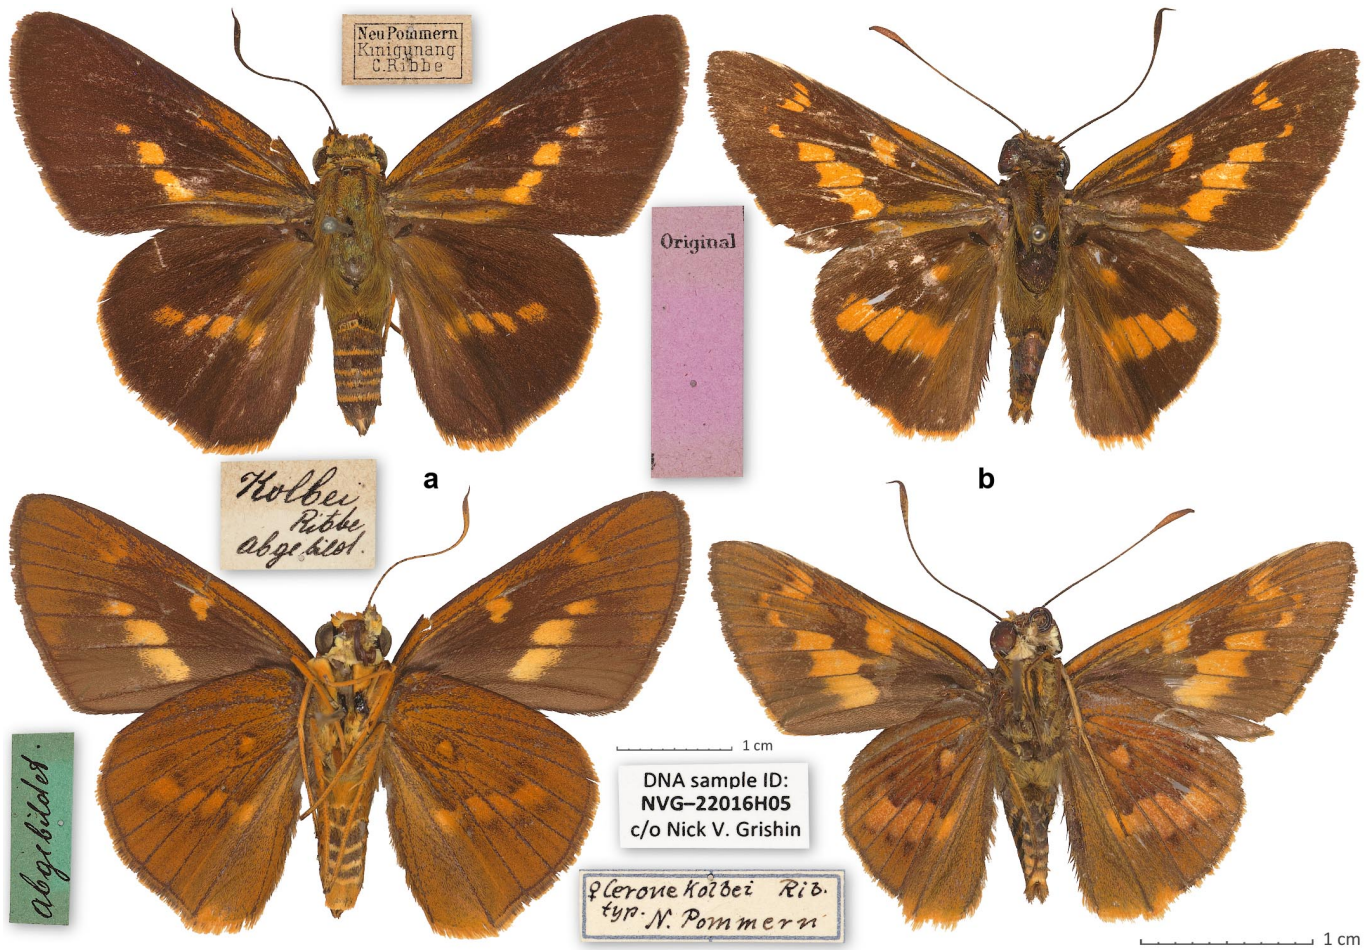 Neu Pommern
Kinigunang
C. Ribbe
Original
a
b
Kolbei
Ribbe
abgebildt.
1 cm
DNA sample ID:
NVG–22016H05
c/o Nick V. Grishin
abgebildet.
♀ Cerone Kolbei Rib.
typ. N. Pommern
1 cm